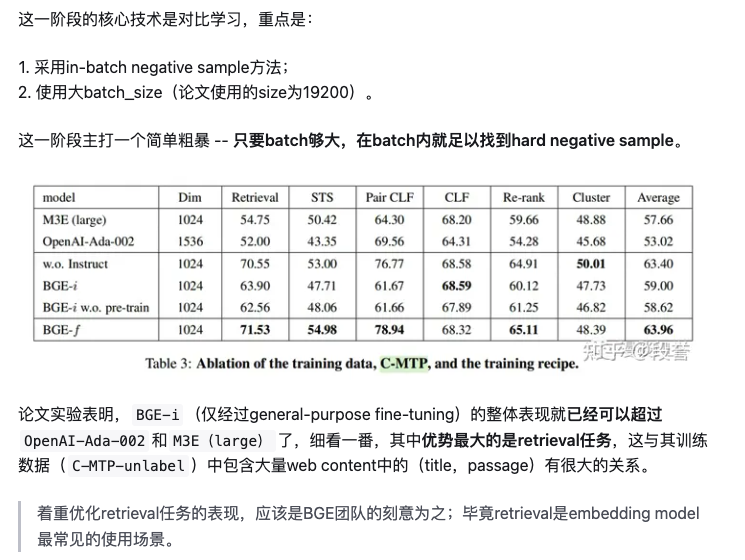 这一阶段的核心技术是对比学习，重点是：
1. 采用in-batch negative sample方法；
2. 使用大batch_size（论文使用的size为19200）。
这一阶段主打一个简单粗暴 -- 只要batch够大，在batch内就足以找到hard negative sample。
model Dim Retrieval STS Pair CLF CLF Re-rank Cluster Average
M3E (large) 1024 54.75 50.42 64.30 68.20 59.66 48.88 57.66
OpenAI-Ada-002 1536 52.00 43.35 69.56 64.31 54.28 45.68 53.02
w.o. Instruct 1024 70.55 53.00 76.77 68.58 64.91 50.01 63.40
BGE-i 1024 63.90 47.71 61.67 68.59 60.12 47.73 59.00
BGE-i w.o. pre-train 1024 62.56 48.06 61.66 67.89 61.25 46.82 58.62
BGE-f 1024 71.53 54.98 78.94 68.32 65.11 48.39 63.96
Table 3: Ablation of the training data, C-MTP, and the training recipe.
论文实验表明， BGE-i （仅经过general-purpose fine-tuning）的整体表现就已经可以超过
OpenAI-Ada-002 和 M3E (large) 了，细看一番，其中优势最大的是retrieval任务，这与其训练
数据（ C-MTP-unlabel ）中包含大量web content中的（title，passage）有很大的关系。
着重优化retrieval任务的表现，应该是BGE团队的刻意为之；毕竟retrieval是embedding model
最常见的使用场景。